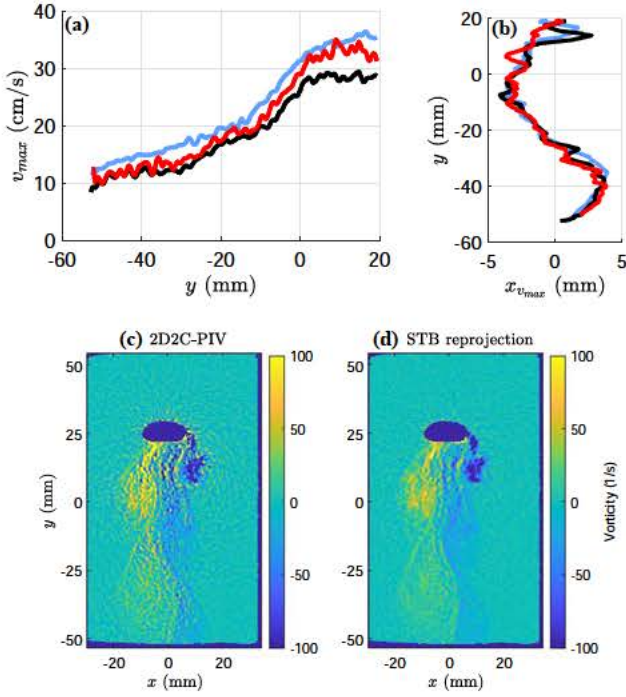 (a)
v_max (cm/s)
40
30
20
10
0
-60 -40 -20 0 20
y (mm)
(b)
y (mm)
20
0
-20
-40
-60
-5 0 5
x_v_max (mm)
(c) 2D2C-PIV
y (mm)
50
25
0
-25
-50
-20 0 20
x (mm)
100
50
0
-50
-100
(d) STB reprojection
50
25
0
-25
-50
-20 0 20
x (mm)
100
50
0
-50
-100
Vorticity (1/s)